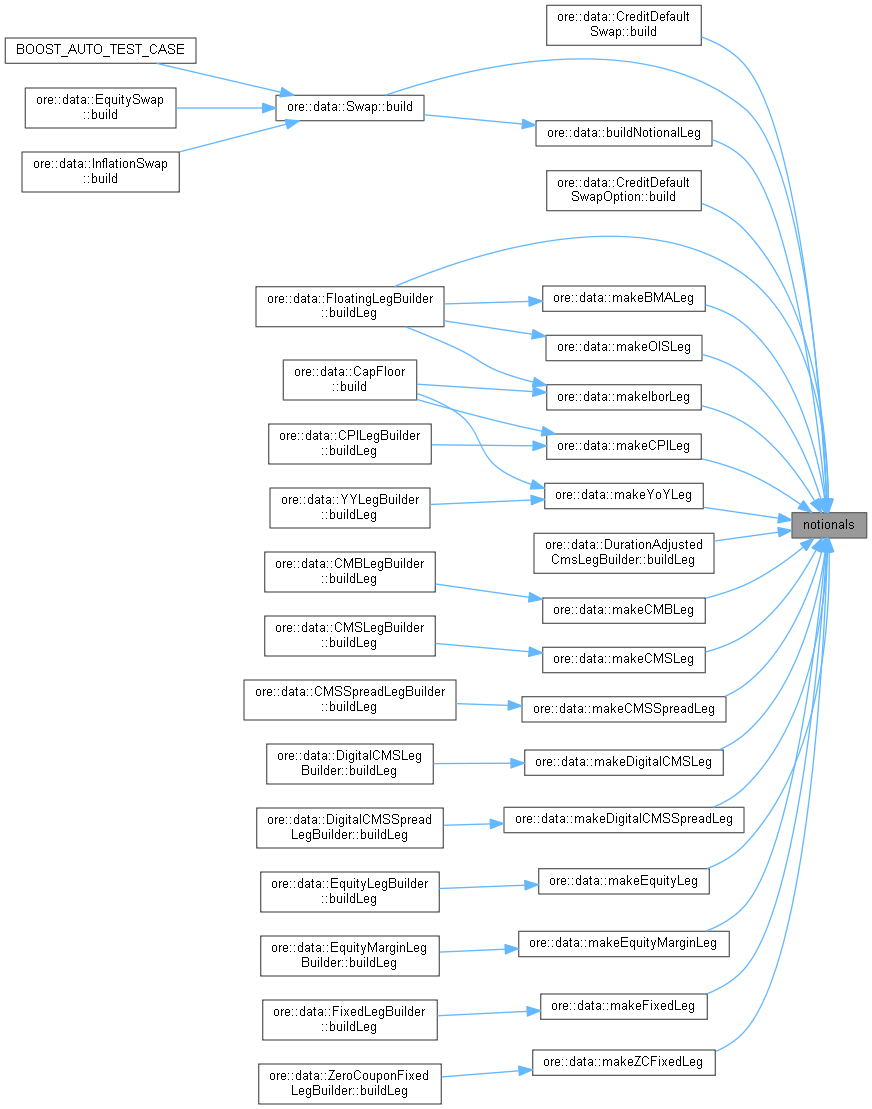 ore::data::CreditDefault
Swap::build
BOOST_AUTO_TEST_CASE
ore::data::EquitySwap
::build
ore::data::Swap::build
ore::data::buildNotionalLeg
ore::data::InflationSwap
::build
ore::data::CreditDefault
SwapOption::build
ore::data::FloatingLegBuilder
::buildLeg
ore::data::makeBMALeg
ore::data::makeOISLeg
ore::data::CapFloor
::build
ore::data::makeIborLeg
ore::data::CPILegBuilder
::buildLeg
ore::data::makeCPILeg
ore::data::YYLegBuilder
::buildLeg
ore::data::makeYoYLeg
notionals
ore::data::DurationAdjusted
CmsLegBuilder::buildLeg
ore::data::CMBLegBuilder
::buildLeg
ore::data::makeCMBLeg
ore::data::CMSLegBuilder
::buildLeg
ore::data::makeCMSLeg
ore::data::CMSSpreadLegBuilder
::buildLeg
ore::data::makeCMSSpreadLeg
ore::data::DigitalCMSLeg
Builder::buildLeg
ore::data::makeDigitalCMSLeg
ore::data::DigitalCMSSpread
LegBuilder::buildLeg
ore::data::makeDigitalCMSSpreadLeg
ore::data::EquityLegBuilder
::buildLeg
ore::data::makeEquityLeg
ore::data::EquityMarginLeg
Builder::buildLeg
ore::data::makeEquityMarginLeg
ore::data::FixedLegBuilder
::buildLeg
ore::data::makeFixedLeg
ore::data::ZeroCouponFixed
LegBuilder::buildLeg
ore::data::makeZCFixedLeg